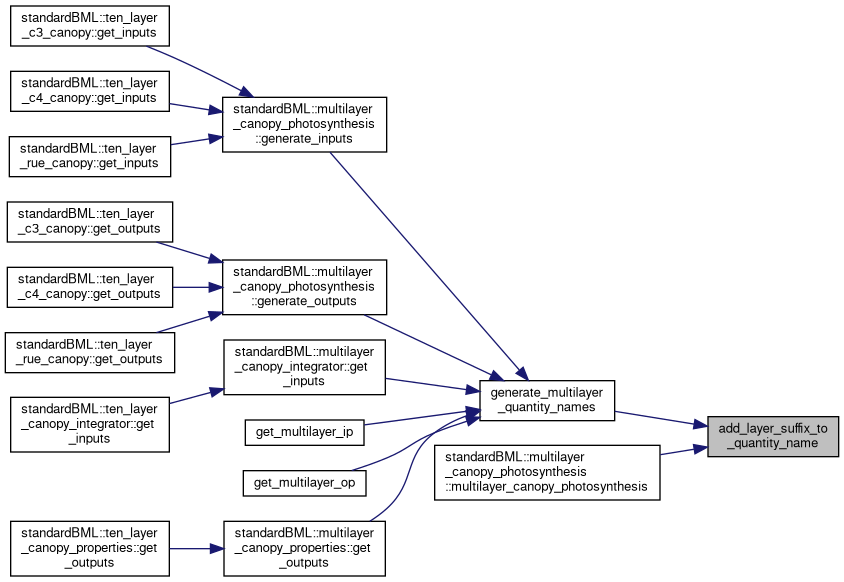 standardBML::ten_layer
_c3_canopy::get_inputs
standardBML::ten_layer
_c4_canopy::get_inputs
standardBML::ten_layer
_rue_canopy::get_inputs
standardBML::multilayer
_canopy_photosynthesis
::generate_inputs
standardBML::ten_layer
_c3_canopy::get_outputs
standardBML::ten_layer
_c4_canopy::get_outputs
standardBML::ten_layer
_rue_canopy::get_outputs
standardBML::multilayer
_canopy_photosynthesis
::generate_outputs
standardBML::multilayer
_canopy_integrator::get
_inputs
standardBML::ten_layer
_canopy_integrator::get
_inputs
get_multilayer_ip
get_multilayer_op
generate_multilayer
_quantity_names
add_layer_suffix_to
_quantity_name
standardBML::multilayer
_canopy_photosynthesis
::multilayer_canopy_photosynthesis
standardBML::ten_layer
_canopy_properties::get
_outputs
standardBML::multilayer
_canopy_properties::get
_outputs